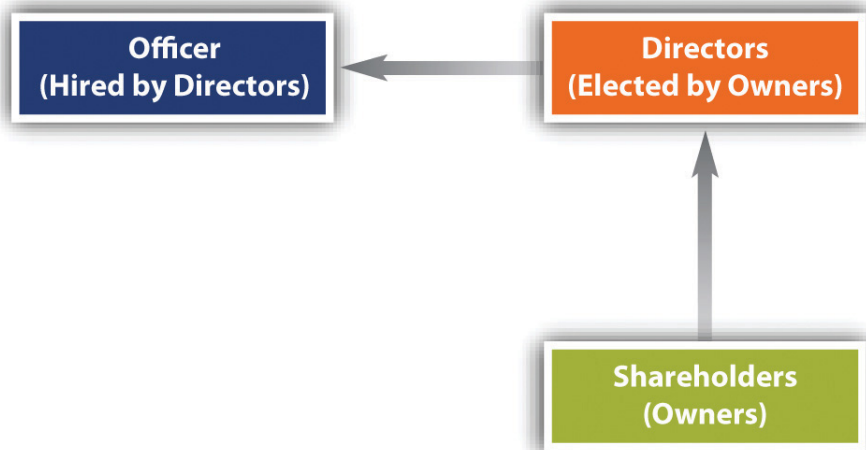 Officer
(Hired by Directors)
Directors
(Elected by Owners)
Shareholders
(Owners)